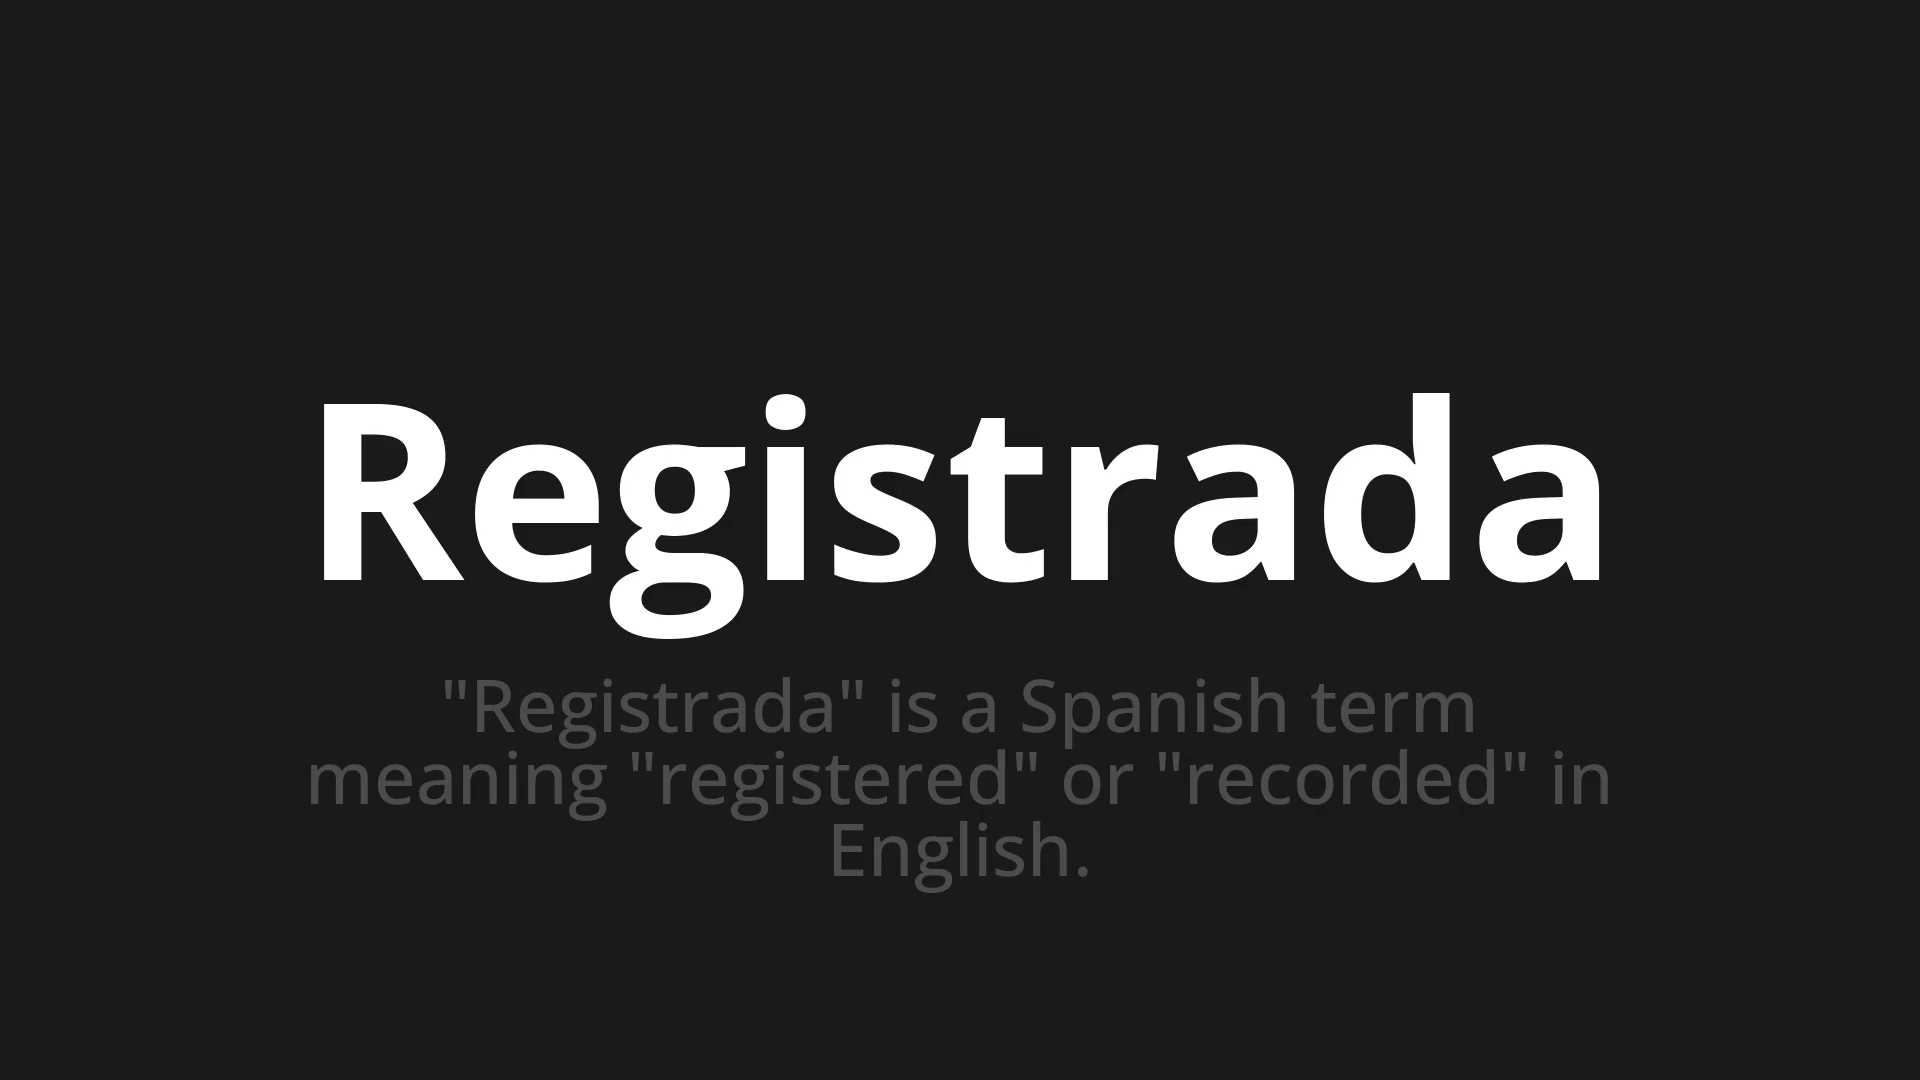 Registrada
"Registrada" is a Spanish term
meaning "registered" or "recorded" in
English.